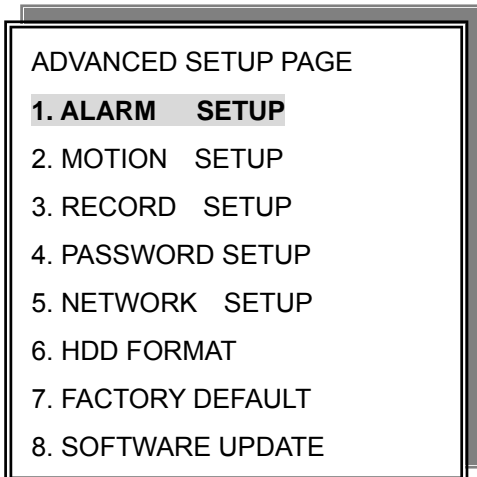 ADVANCED SETUP PAGE
1. ALARM SETUP
2. MOTION SETUP
3. RECORD SETUP
4. PASSWORD SETUP
5. NETWORK SETUP
6. HDD FORMAT
7. FACTORY DEFAULT
8. SOFTWARE UPDATE